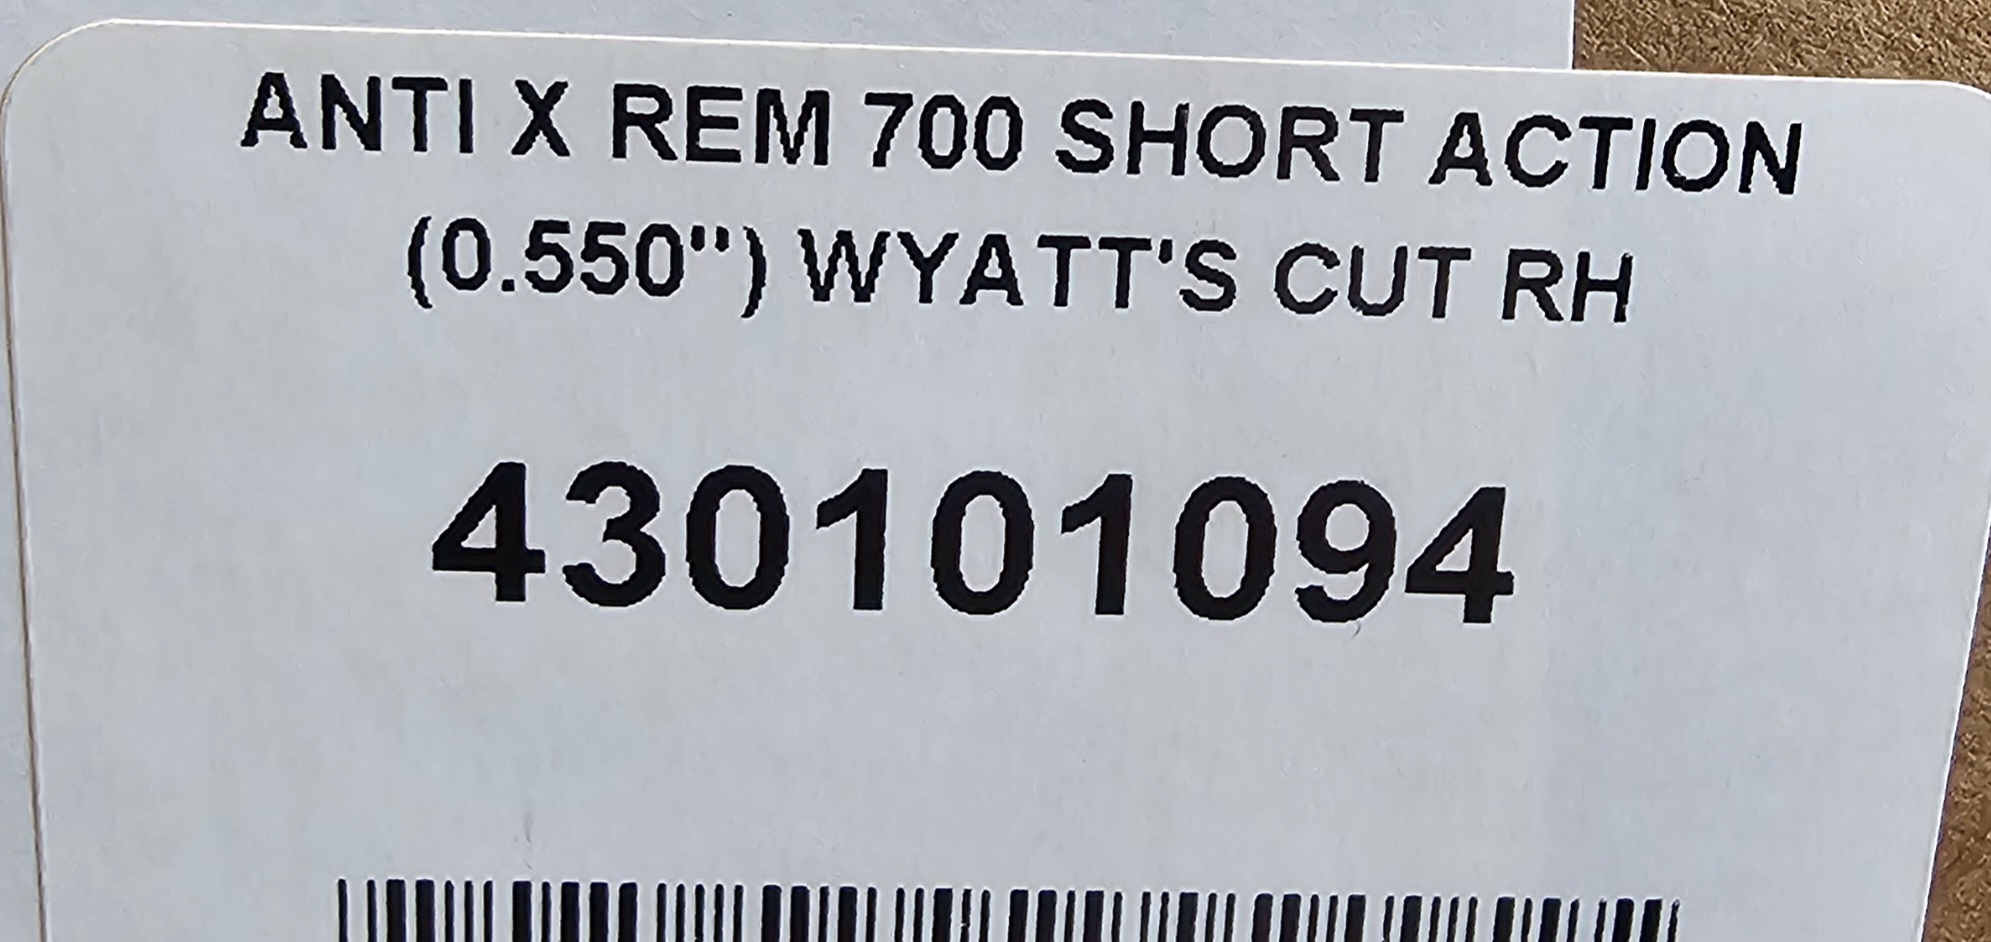 ANTI X REM 700 SHORT ACTION
(0.550") WYATT'S CUT RH
430101094